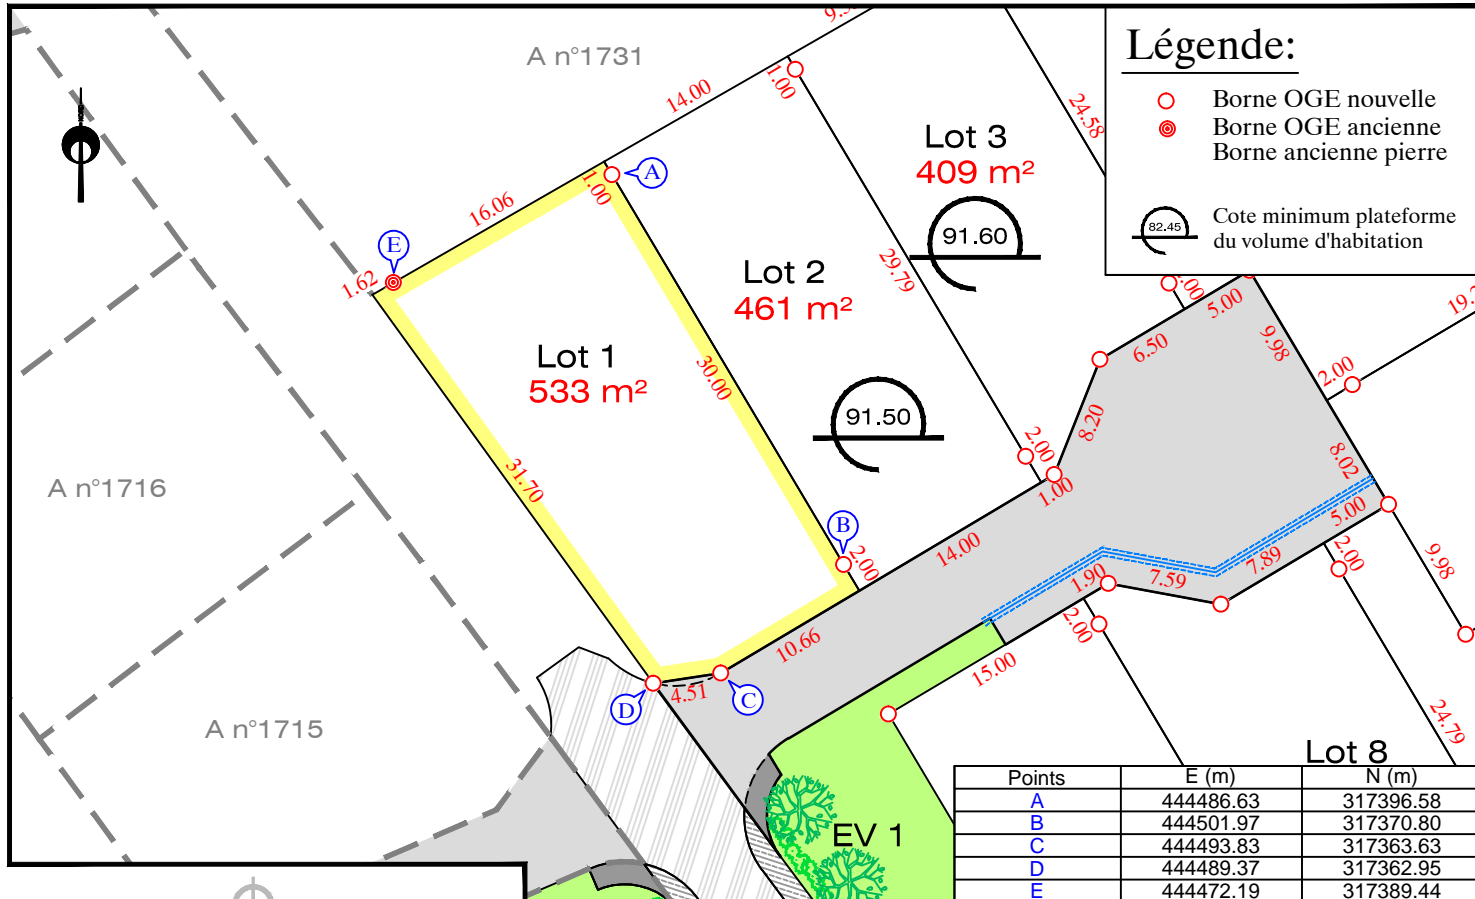 A n°1731
9.
14.00
1.00
24.58
Légende:
Borne OGE nouvelle
Borne OGE ancienne
Borne ancienne pierre
82.45
Cote minimum plateforme
du volume d'habitation
Lot 3
409 m²
91.60
A
1.00
16.06
E
1.62
Lot 2
461 m²
29.79
2.00
5.00
19.
6.50
9.98
2.00
Lot 1
533 m²
30.00
91.50
8.20
31.70
2.00
1.00
8.02
5.00
A n°1716
B
2.00
14.00
1.90
7.59
7.89
2.00
9.98
10.66
2.00
15.00
D
4.51
C
A n°1715
24.79
Lot 8
EV 1
Points E (m) N (m)
A 444486.63 317396.58
B 444501.97 317370.80
C 444493.83 317363.63
D 444489.37 317362.95
E 444472.19 317389.44